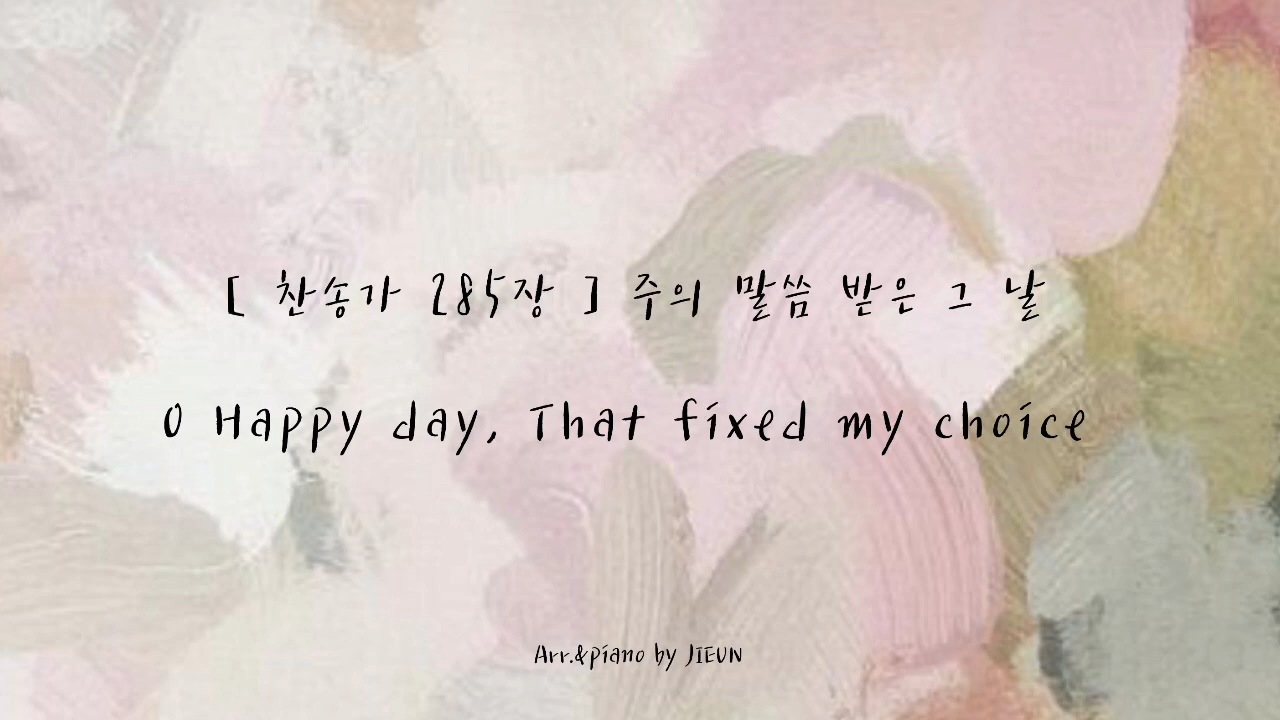 [ 찬송가 285장 ] 주의 말씀 받은 그 날
O Happy day, That fixed my choice
Arr.&piano by JIEUN